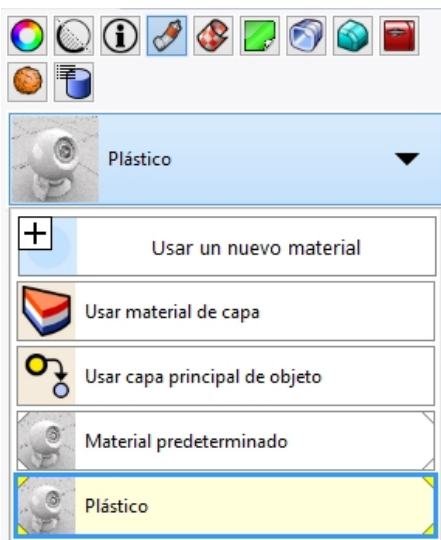 Plástico
Usar un nuevo material
Usar material de capa
Usar capa principal de objeto
Material predeterminado
Plástico